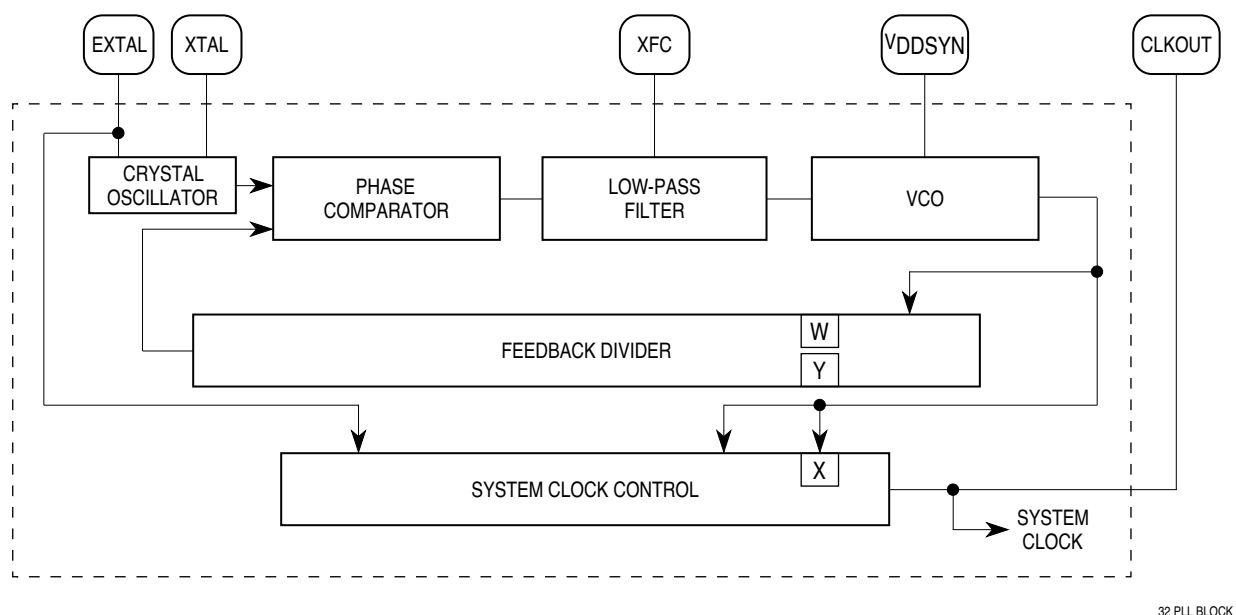 EXTAL
XTAL
XFC
VDDSYN
CLKOUT
CRYSTAL
OSCILLATOR
PHASE
COMPARATOR
LOW-PASS
FILTER
VCO
FEEDBACK DIVIDER
W
Y
SYSTEM CLOCK CONTROL
X
SYSTEM
CLOCK
32 PLL BLOCK